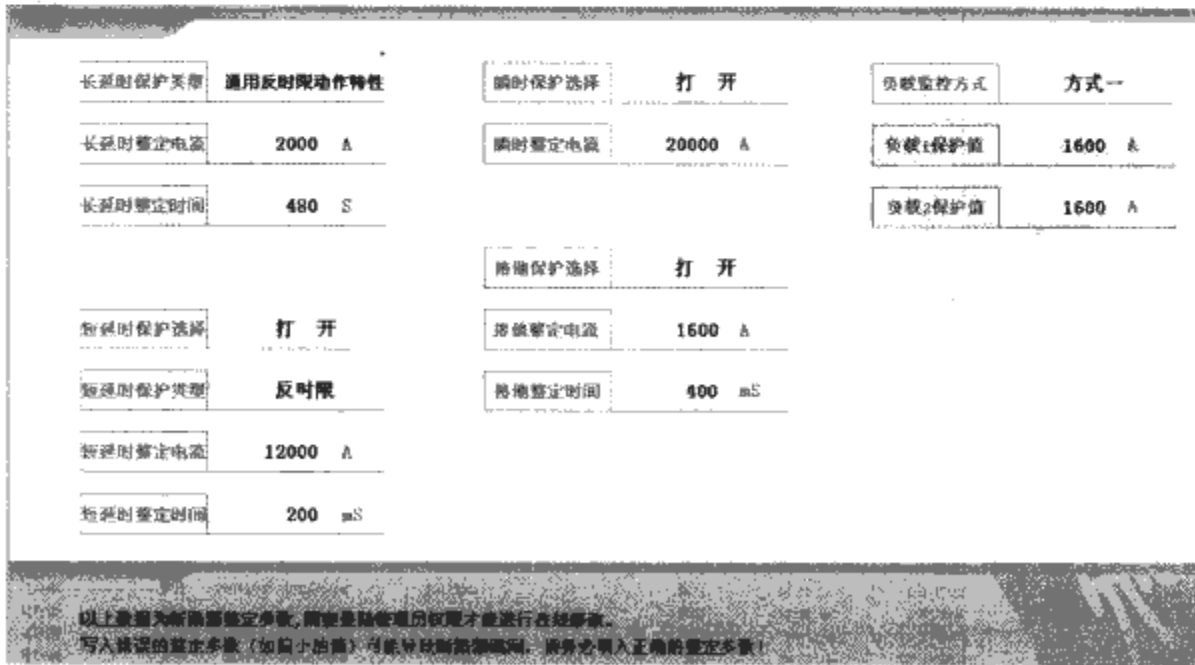 长延时保护类型 通用反时限动作特性
长延时整定电流 2000 A
长延时整定时间 480 S
短延时保护选择 打 开
短延时保护类型 反时限
短延时整定电流 12000 A
短延时整定时间 200 mS
瞬时保护选择 打 开
瞬时整定电流 20000 A
接地保护选择 打 开
接地整定电流 1600 A
接地整定时间 400 mS
负载监控方式 方式一
负载1保护值 1600 A
负载2保护值 1600 A
以上数据为断路器整定参数,需要是管理员权限才能进行在线修改。
写入错误的整定参数(如偏小的值)可能导致断路器跳闸,请务必填入正确的整定参数!